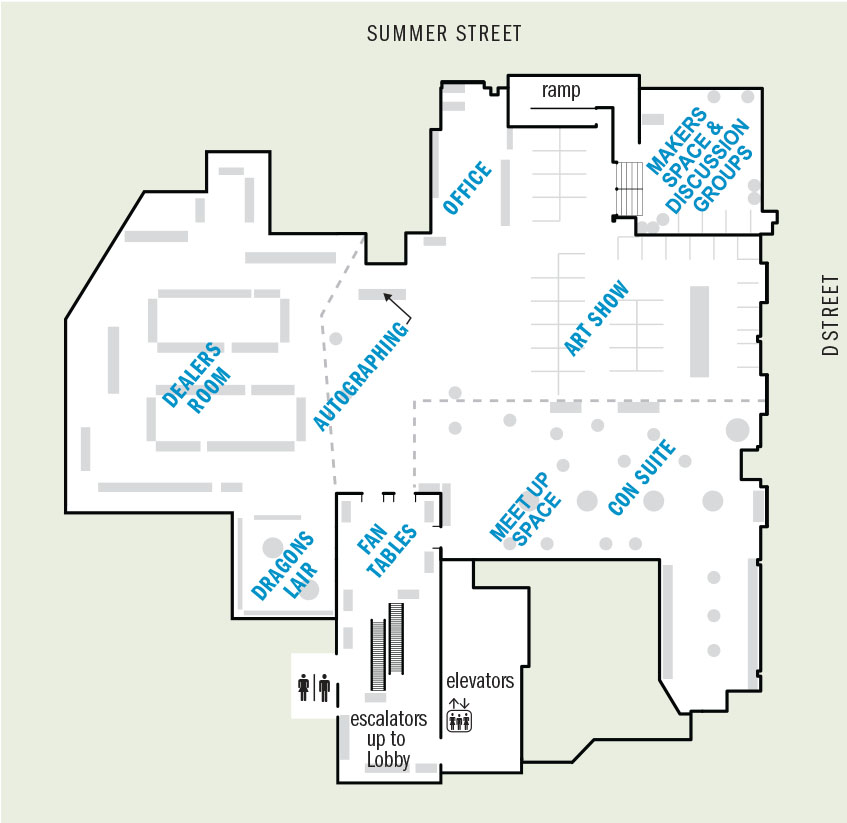 SUMMER STREET
ramp
MAKERS
SPACE &
DISCUSSION
GROUPS
OFFICE
D STREET
ART SHOW
AUTOGRAPHING
DEALERS
ROOM
CON SUITE
MEET UP
SPACE
FAN
TABLES
DRAGONS
LAIR
elevators
escalators
up to
Lobby